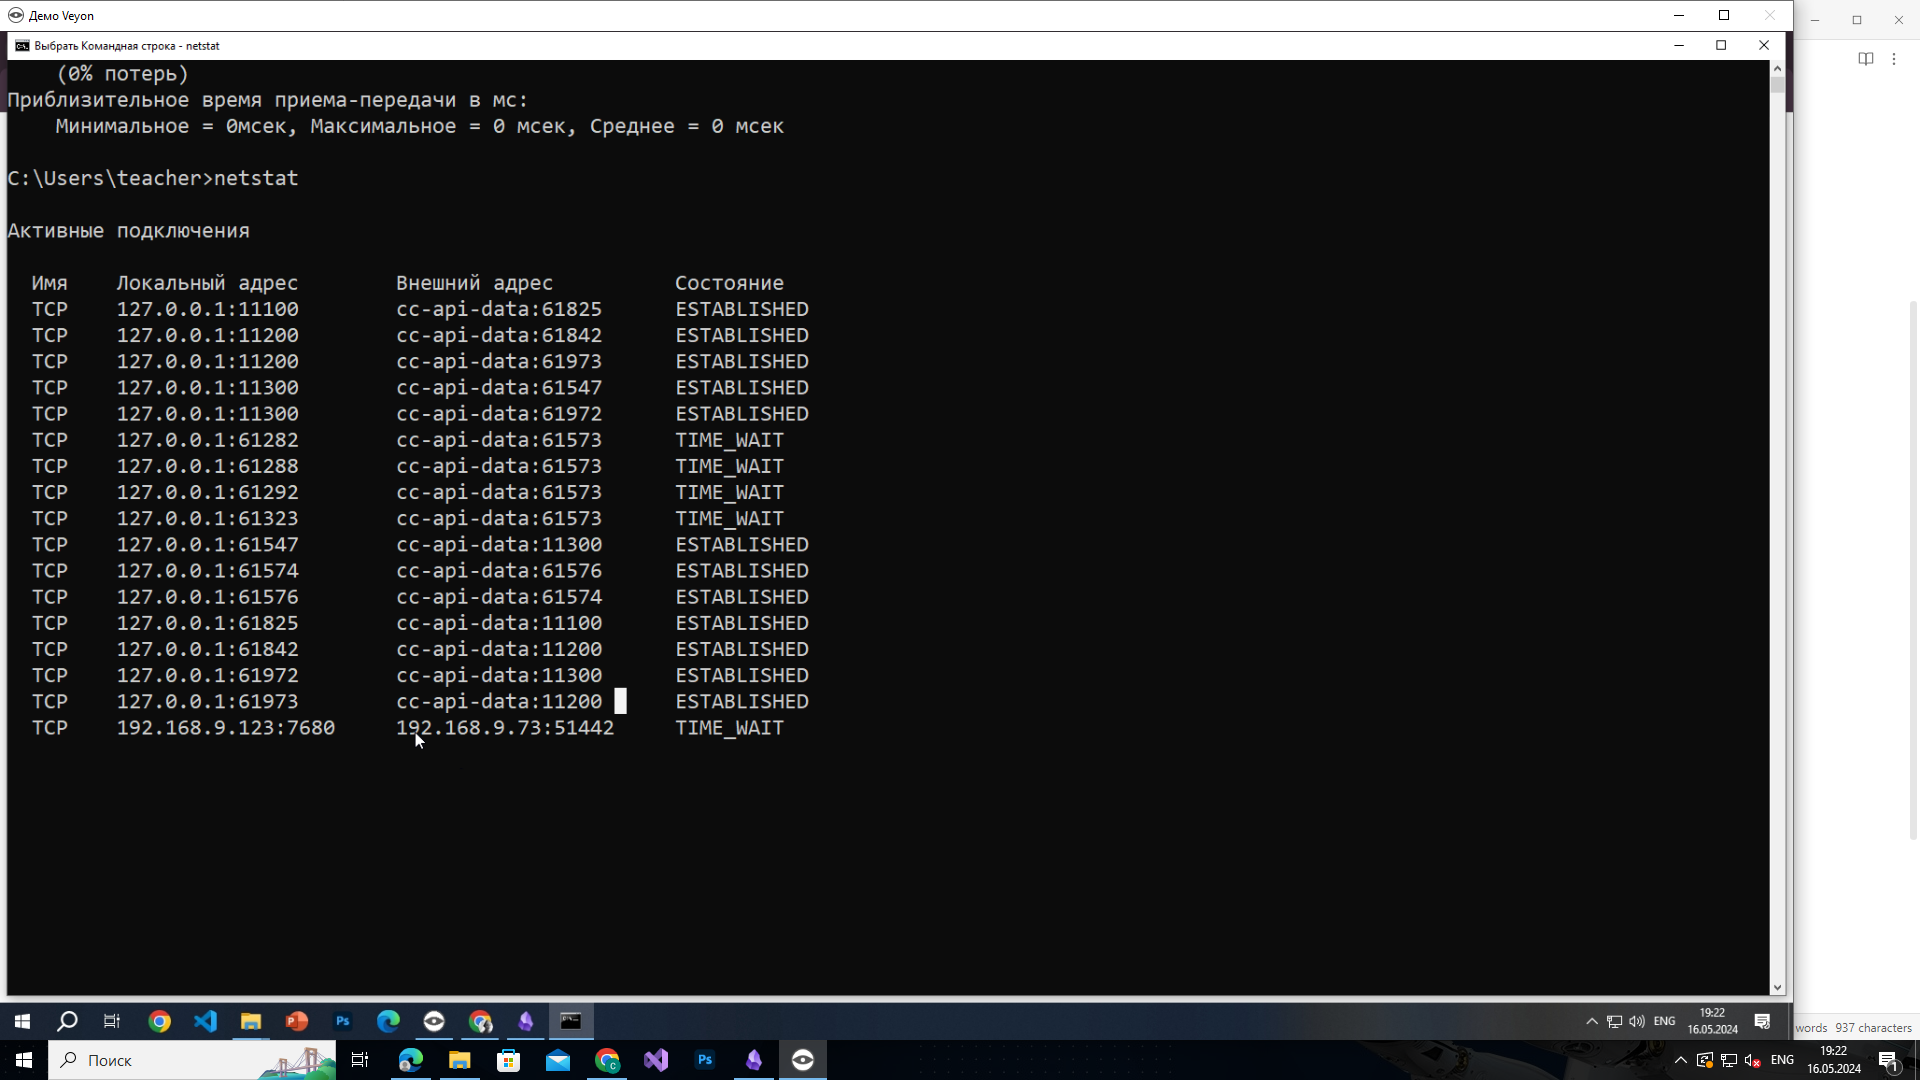 Демо Veyon
Выбрать Командная строка - netstat
(0% потерь)
Приблизительное время приема-передачи в мс:
Минимальное = 0мсек, Максимальное = 0 мсек, Среднее = 0 мсек
C:\Users\teacher>netstat
Активные подключения
Имя Локальный адрес Внешний адрес Состояние
TCP 127.0.0.1:11100 cc-api-data:61825 ESTABLISHED
TCP 127.0.0.1:11200 cc-api-data:61842 ESTABLISHED
TCP 127.0.0.1:11200 cc-api-data:61973 ESTABLISHED
TCP 127.0.0.1:11300 cc-api-data:61547 ESTABLISHED
TCP 127.0.0.1:11300 cc-api-data:61972 ESTABLISHED
TCP 127.0.0.1:61282 cc-api-data:61573 TIME_WAIT
TCP 127.0.0.1:61288 cc-api-data:61573 TIME_WAIT
TCP 127.0.0.1:61292 cc-api-data:61573 TIME_WAIT
TCP 127.0.0.1:61323 cc-api-data:61573 TIME_WAIT
TCP 127.0.0.1:61547 cc-api-data:11300 ESTABLISHED
TCP 127.0.0.1:61574 cc-api-data:61576 ESTABLISHED
TCP 127.0.0.1:61576 cc-api-data:61574 ESTABLISHED
TCP 127.0.0.1:61825 cc-api-data:11100 ESTABLISHED
TCP 127.0.0.1:61842 cc-api-data:11200 ESTABLISHED
TCP 127.0.0.1:61972 cc-api-data:11300 ESTABLISHED
TCP 127.0.0.1:61973 cc-api-data:11200 ESTABLISHED
TCP 192.168.9.123:7680 192.168.9.73:51442 TIME_WAIT
ENG 19:22
16.05.2024
words 937 characters
Поиск
ENG 19:22
16.05.2024
1